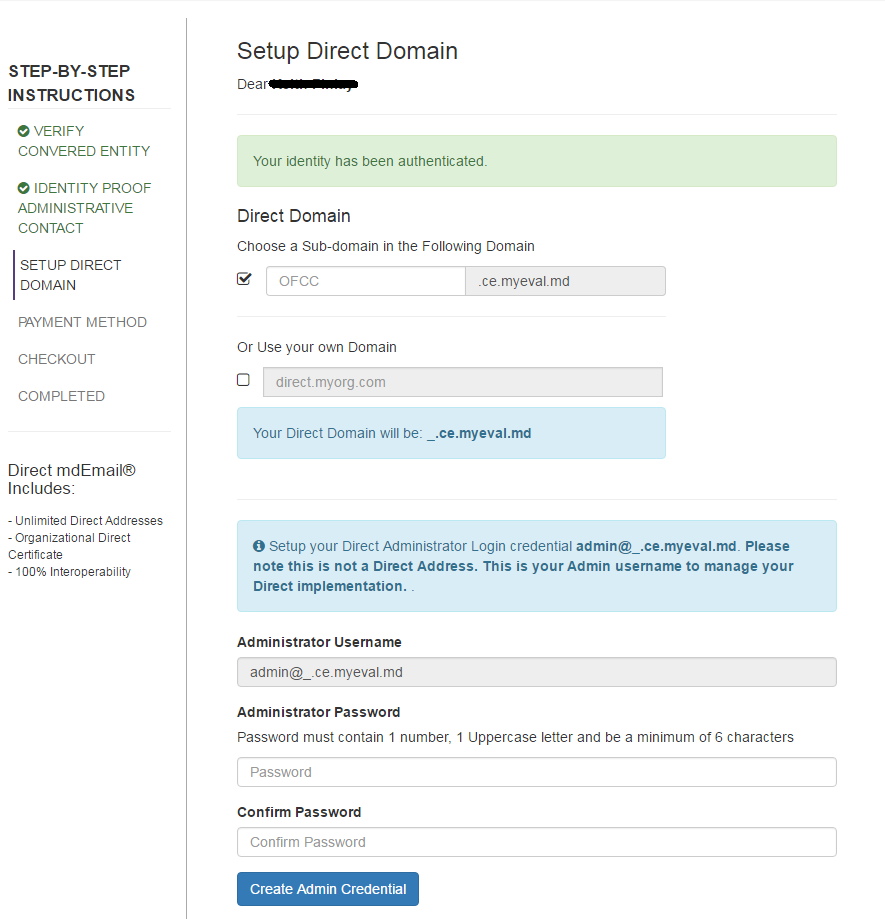 STEP-BY-STEP
INSTRUCTIONS
VERIFY
CONVERED ENTITY
IDENTITY PROOF
ADMINISTRATIVE
CONTACT
SETUP DIRECT
DOMAIN
PAYMENT METHOD
CHECKOUT
COMPLETED
Direct mdEmail®
Includes:
- Unlimited Direct Addresses
- Organizational Direct
Certificate
- 100% Interoperability
Setup Direct Domain
Dear
Your identity has been authenticated.
Direct Domain
Choose a Sub-domain in the Following Domain
OFCC .ce.myeval.md
Or Use your own Domain
direct.myorg.com
Your Direct Domain will be: _.ce.myeval.md
Setup your Direct Administrator Login credential admin@_.ce.myeval.md. Please
note this is not a Direct Address. This is your Admin username to manage your
Direct implementation. .
Administrator Username
admin@_.ce.myeval.md
Administrator Password
Password must contain 1 number, 1 Uppercase letter and be a minimum of 6 characters
Password
Confirm Password
Confirm Password
Create Admin Credential